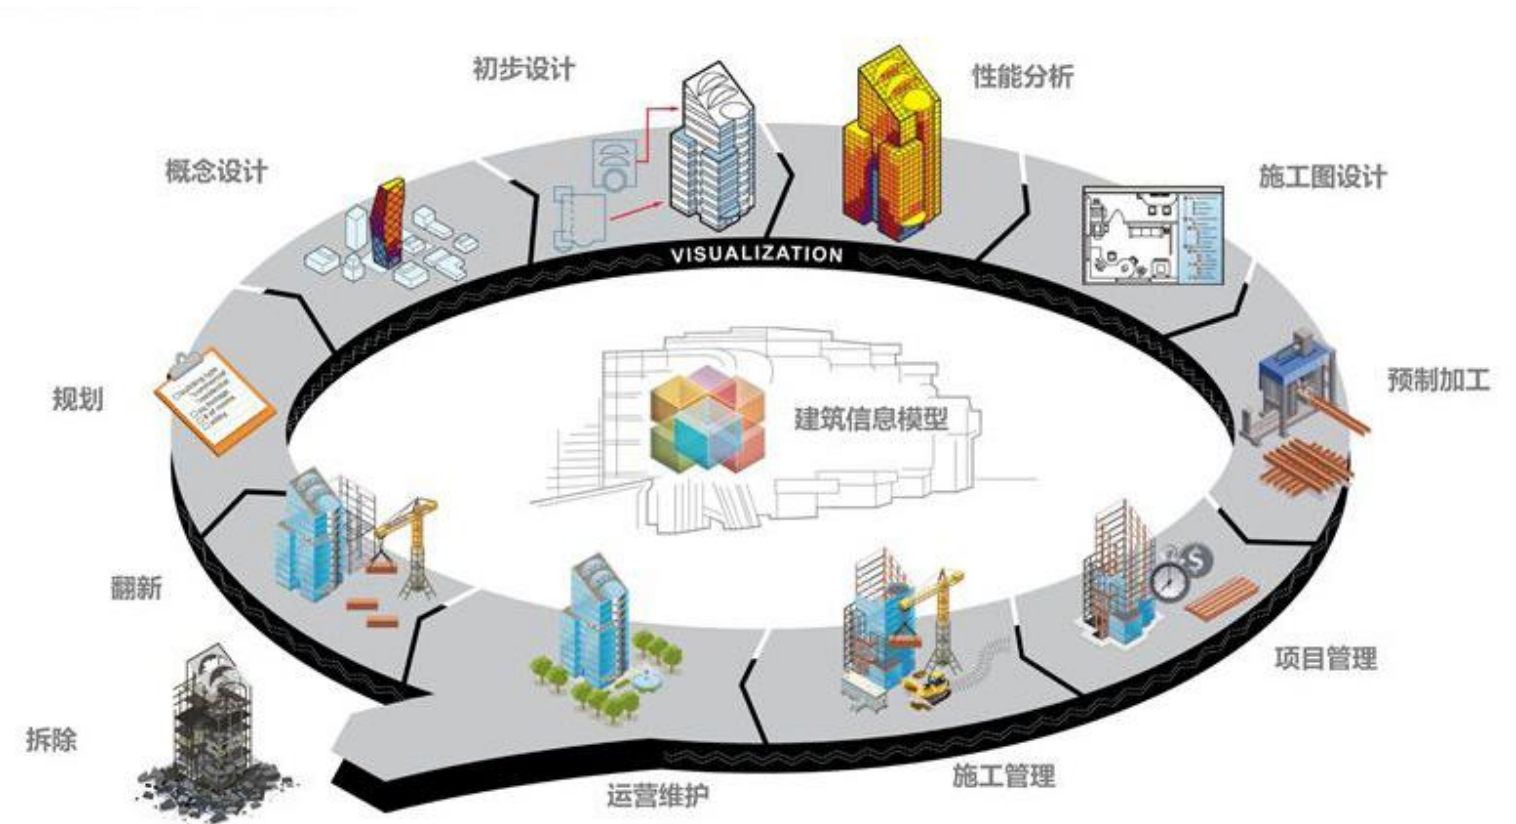 初步设计
性能分析
概念设计
施工图设计
VISUALIZATION
规划
预制加工
建筑信息模型
翻新
项目管理
拆除
施工管理
运营维护
$